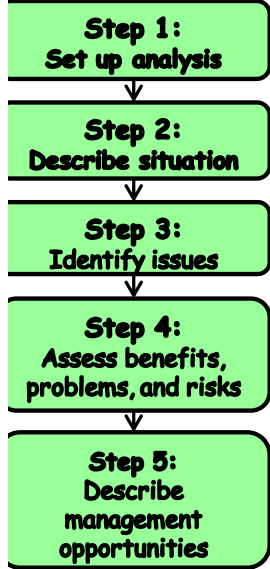 Step 1:
Set up analysis
Step 2:
Describe situation
Step 3:
Identify issues
Step 4:
Assess benefits,
problems, and risks
Step 5:
Describe
management
opportunities